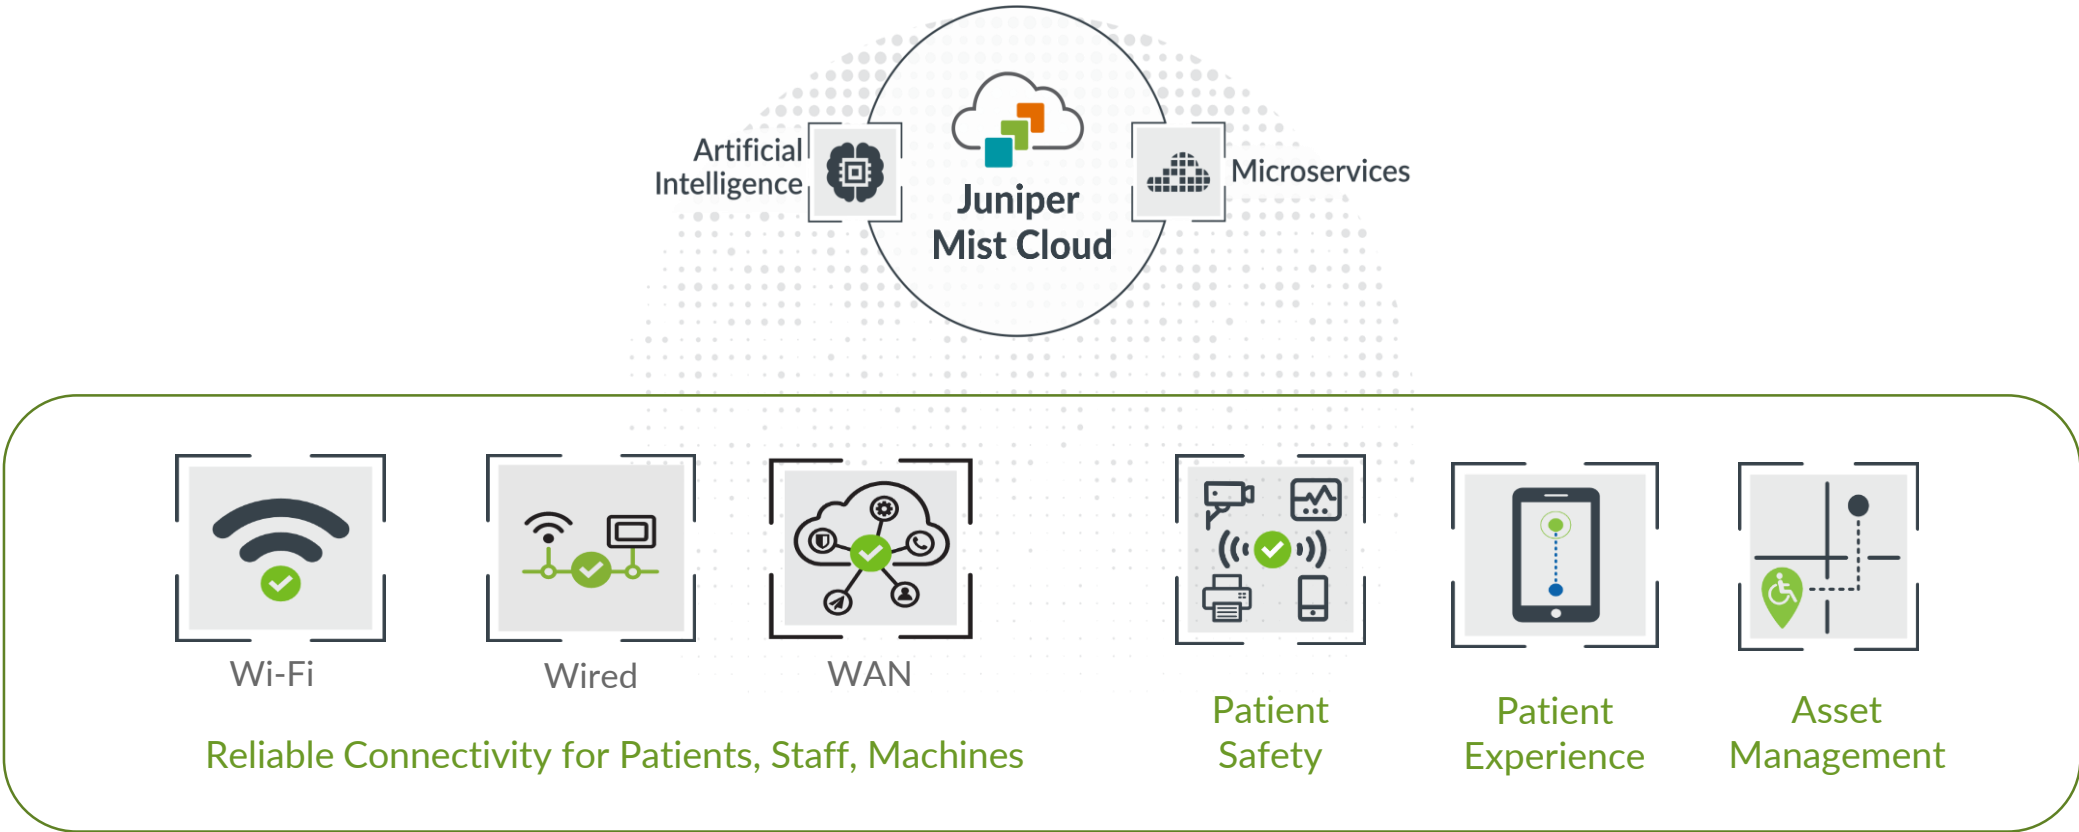 Artificial
Intelligence
Juniper
Mist Cloud
Microservices
Wi-Fi
Wired
WAN
Reliable Connectivity for Patients, Staff, Machines
Patient
Safety
Patient
Experience
Asset
Management